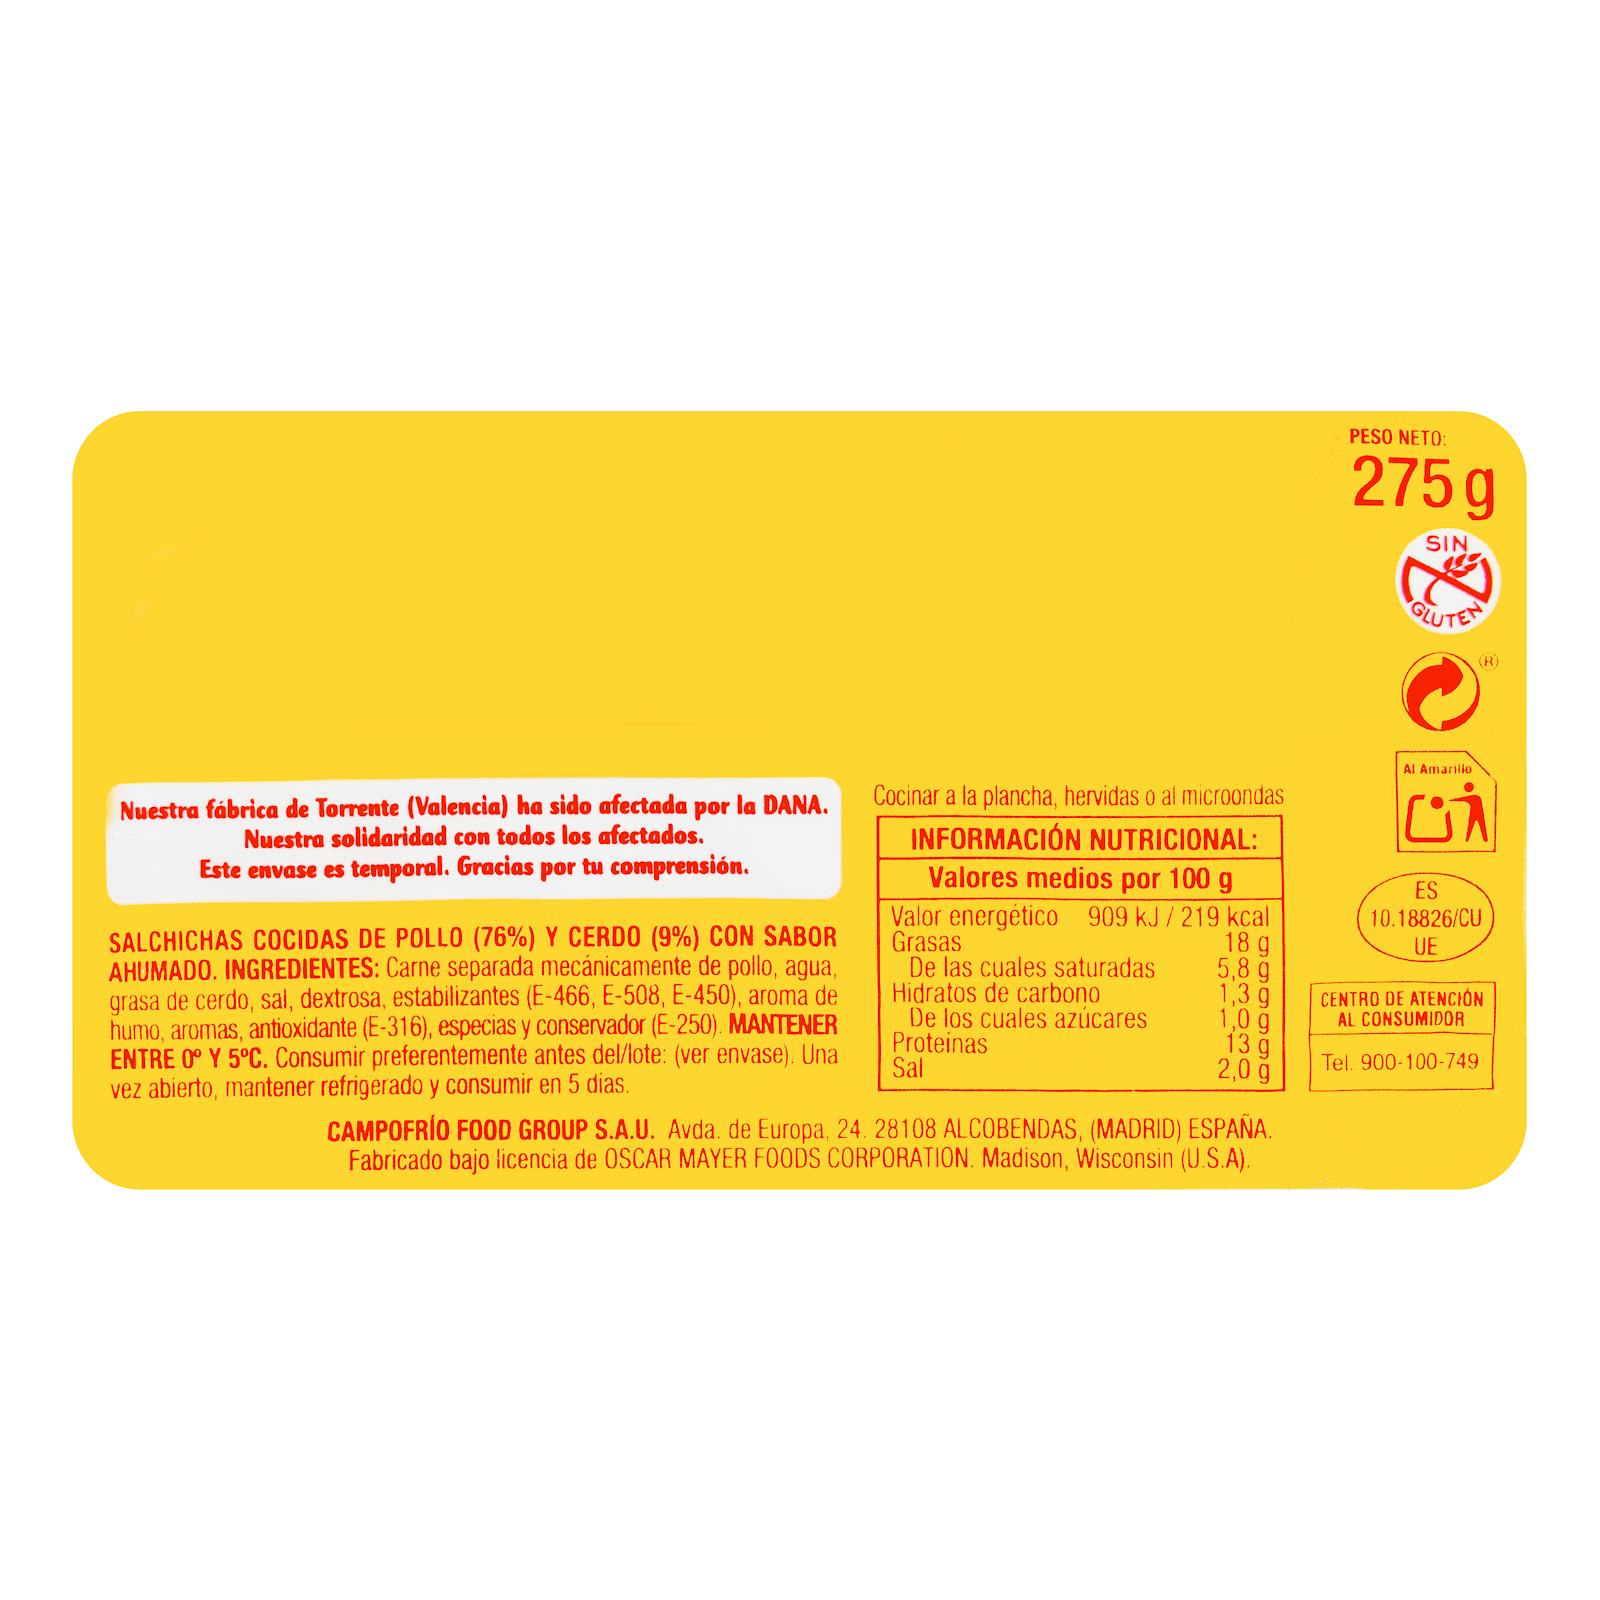 PESO NETO:
275 g
SIN
GLUTEN
®
Al Amarillo
Nuestra fábrica de Torrente (Valencia) ha sido afectada por la DANA.
Nuestra solidaridad con todos los afectados.
Este envase es temporal. Gracias por tu comprensión.
SALCHICHAS COCIDAS DE POLLO (76%) Y CERDO (9%) CON SABOR
AHUMADO. INGREDIENTES: Carne separada mecánicamente de pollo, agua,
grasa de cerdo, sal, dextrosa, estabilizantes (E-466, E-508, E-450), aroma de
humo, aromas, antioxidante (E-316), especias y conservador (E-250). MANTENER
ENTRE 0º Y 5ºC. Consumir preferentemente antes del/lote: (ver envase). Una
vez abierto, mantener refrigerado y consumir en 5 días.
Cocinar a la plancha, hervidas o al microondas
INFORMACIÓN NUTRICIONAL:
Valores medios por 100 g
Valor energético 909 kJ / 219 kcal
Grasas 18 g
De las cuales saturadas 5,8 g
Hidratos de carbono 1,3 g
De los cuales azúcares 1,0 g
Proteínas 13 g
Sal 2,0 g
ES
10.18826/CU
UE
CENTRO DE ATENCIÓN
AL CONSUMIDOR
Tel. 900-100-749
CAMPOFRÍO FOOD GROUP S.A.U. Avda. de Europa, 24. 28108 ALCOBENDAS, (MADRID) ESPAÑA.
Fabricado bajo licencia de OSCAR MAYER FOODS CORPORATION. Madison, Wisconsin (U.S.A).